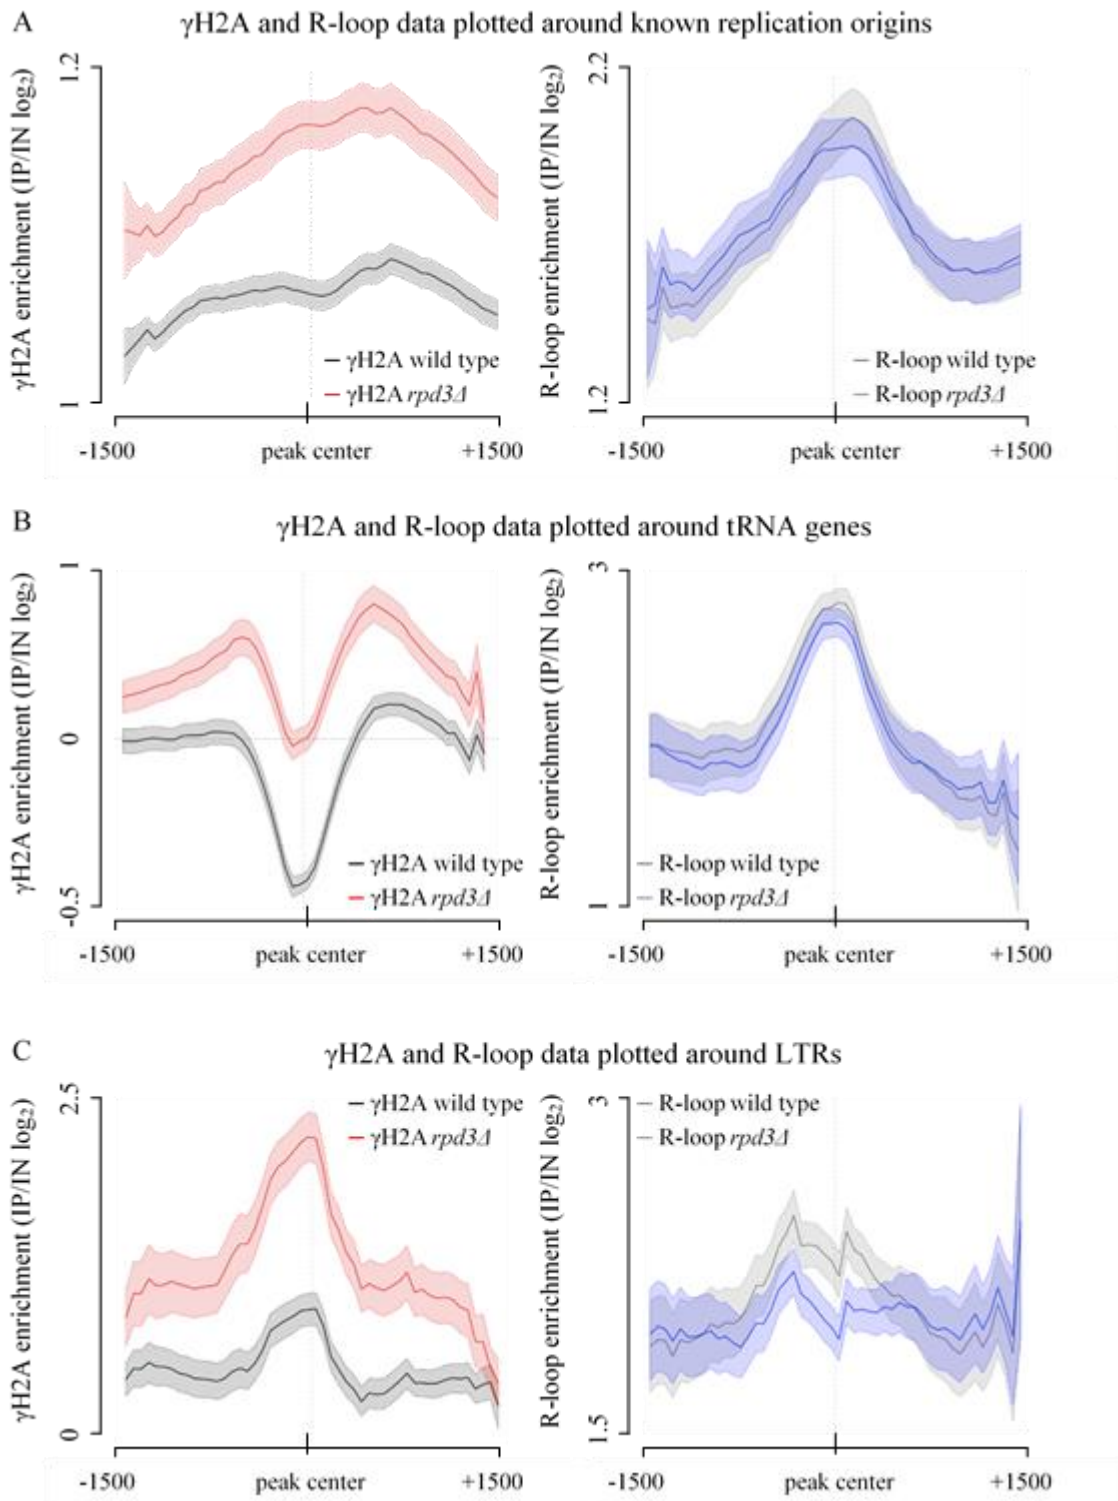 A
γH2A and R-loop data plotted around known replication origins
γH2A enrichment (IP/IN log₂)
1.2
1
γH2A wild type
γH2A rpd3Δ
-1500
peak center
+1500
R-loop enrichment (IP/IN log₂)
2.2
1.2
R-loop wild type
R-loop rpd3Δ
-1500
peak center
+1500
B
γH2A and R-loop data plotted around tRNA genes
γH2A enrichment (IP/IN log₂)
1
0
-0.5
γH2A wild type
γH2A rpd3Δ
-1500
peak center
+1500
R-loop enrichment (IP/IN log₂)
3
1
R-loop wild type
R-loop rpd3Δ
-1500
peak center
+1500
C
γH2A and R-loop data plotted around LTRs
γH2A enrichment (IP/IN log₂)
2.5
0
γH2A wild type
γH2A rpd3Δ
-1500
peak center
+1500
R-loop enrichment (IP/IN log₂)
3
1.5
R-loop wild type
R-loop rpd3Δ
-1500
peak center
+1500